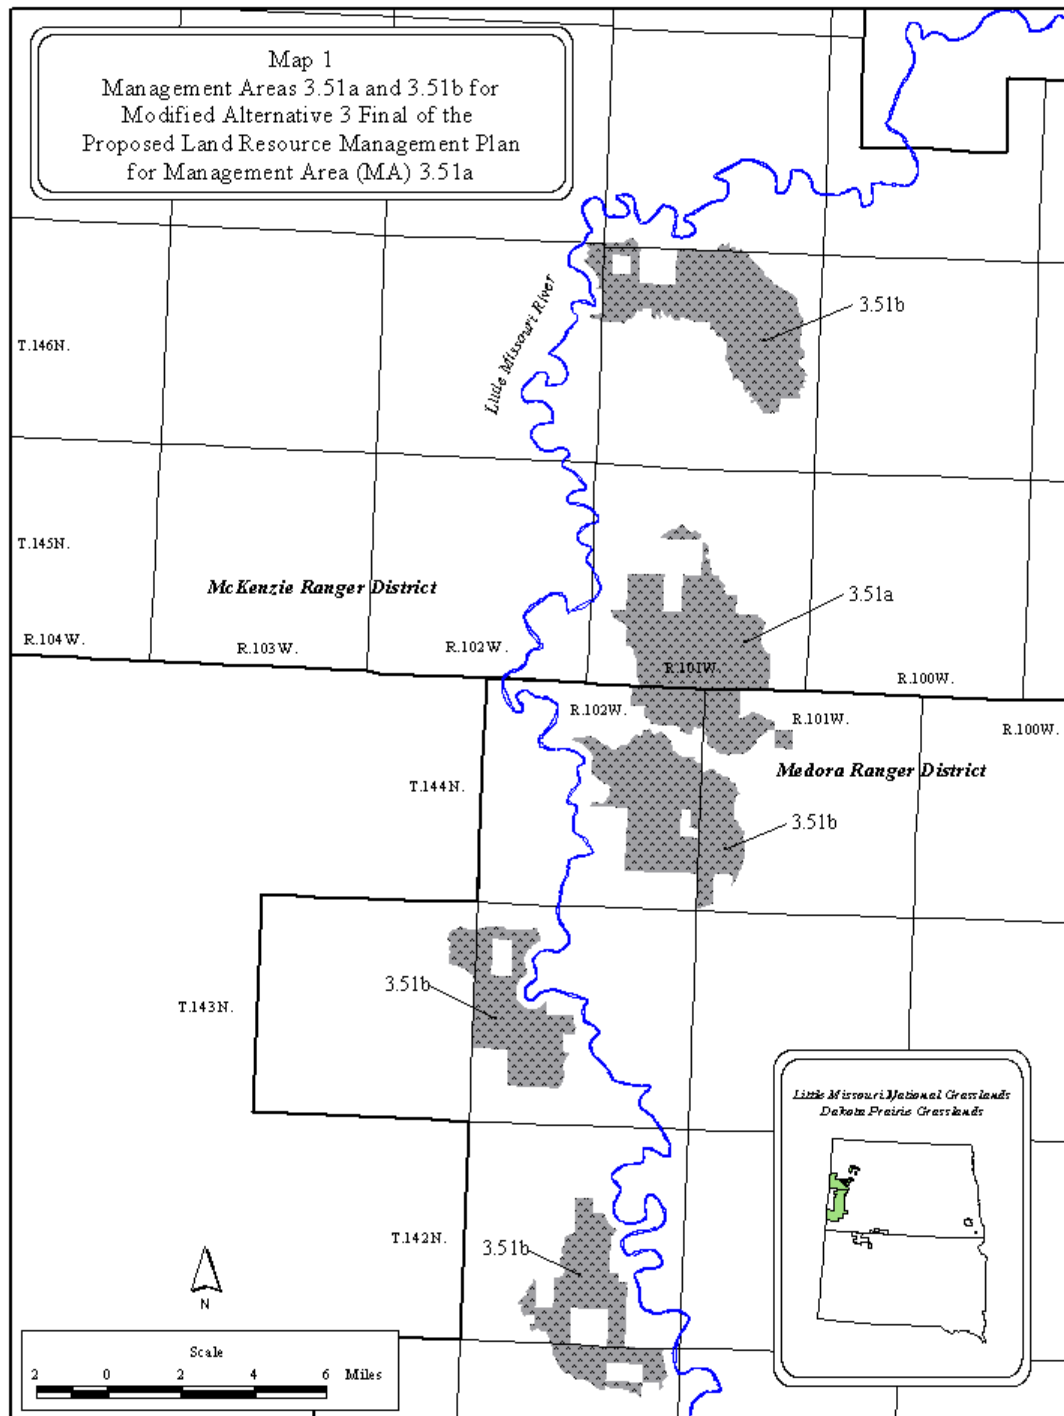 Map 1
Management Areas 3.51a and 3.51b for
Modified Alternative 3 Final of the
Proposed Land Resource Management Plan
for Management Area (MA) 3.51a
3.51b
Little Missouri River
T.146N.
T.145N.
McKenzie Ranger District
3.51a
R.104W.
R.103W.
R.102W.
R.101W.
R.100W.
R.102W.
R.101W.
R.100W.
Medora Ranger District
T.144N.
3.51b
3.51b
T.143N.
Little Missouri National Grasslands
Dakota Prairie Grasslands
T.142N.
3.51b
N
Scale
2 0 2 4 6 Miles